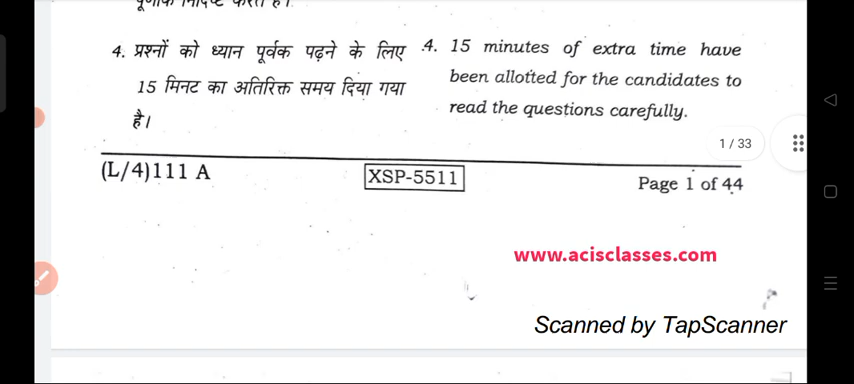 4. प्रश्नों को ध्यान पूर्वक पढ़ने के लिए
15 मिनट का अतिरिक्त समय दिया गया
है।
4. 15 minutes of extra time have
been allotted for the candidates to
read the questions carefully.
1 / 33
(L/4)111 A
XSP-5511
Page 1 of 44
www.acisclasses.com
Scanned by TapScanner